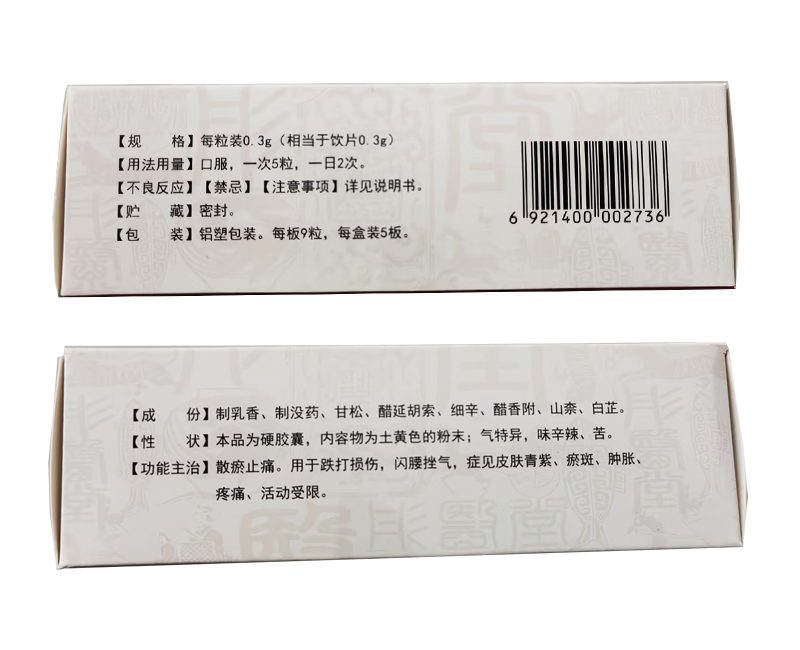 【规　格】每粒装0.3g（相当于饮片0.3g）
【用法用量】口服，一次5粒，一日2次。
【不良反应】【禁忌】【注意事项】详见说明书。
【贮　藏】密封。
【包　装】铝塑包装。每板9粒，每盒装5板。
6 921400 002736
【成　份】制乳香、制没药、甘松、醋延胡索、细辛、醋香附、山柰、白芷。
【性　状】本品为硬胶囊，内容物为土黄色的粉末；气特异，味辛辣、苦。
【功能主治】散瘀止痛。用于跌打损伤，闪腰挫气，症见皮肤青紫、瘀斑、肿胀、
疼痛、活动受限。